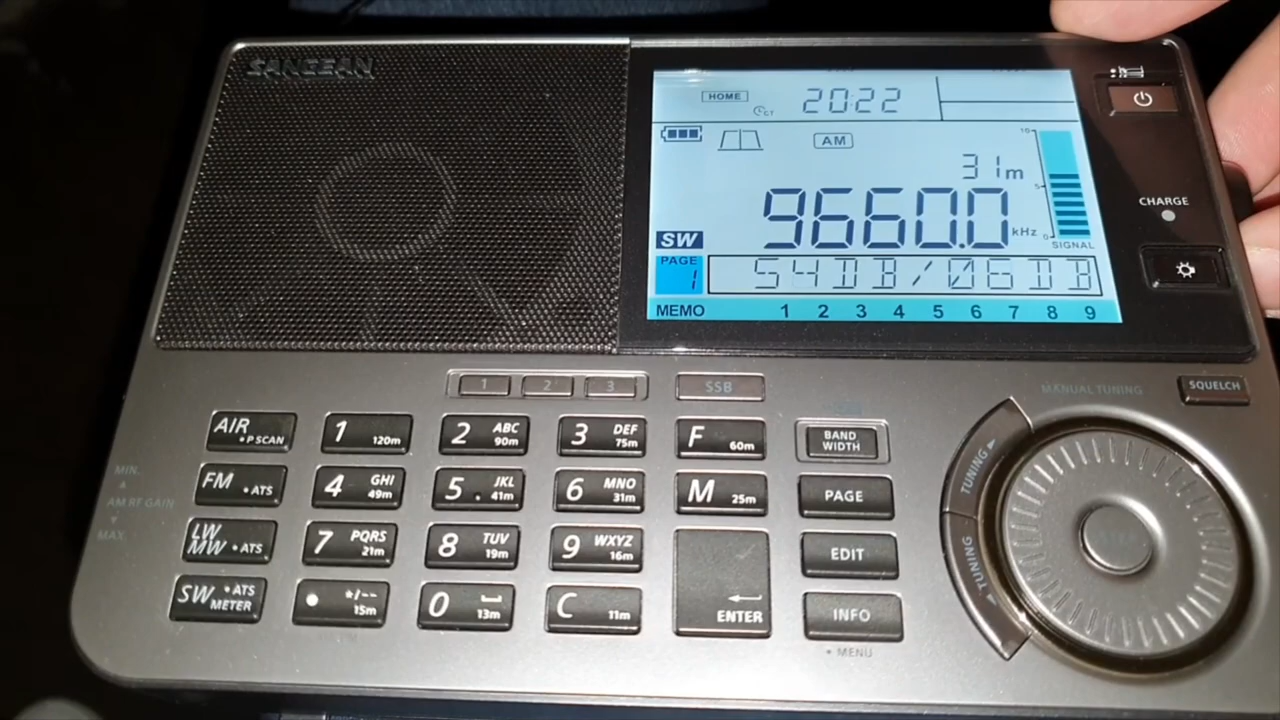 SANGEAN
HOME
CT
20:22
AM
31m
9660.0 kHz
SW
10
5
0
SIGNAL
PAGE
1
54DB/06DB
MEMO 1 2 3 4 5 6 7 8 9
CHARGE
1 2 3
SSB
MANUAL TUNING
SQUELCH
AIR •P SCAN
1 120m
2 ABC 90m
3 DEF 75m
F 60m
BAND WIDTH
TUNING
MIN.
AM RF GAIN
MAX.
FM •ATS
4 GHI 49m
5 . JKL 41m
6 MNO 31m
M 25m
PAGE
LW MW •ATS
7 PQRS 21m
8 TUV 19m
9 WXYZ 16m
ENTER
EDIT
TUNING
SW •ATS METER
• */-- 15m
0 13m
C 11m
INFO
• MENU